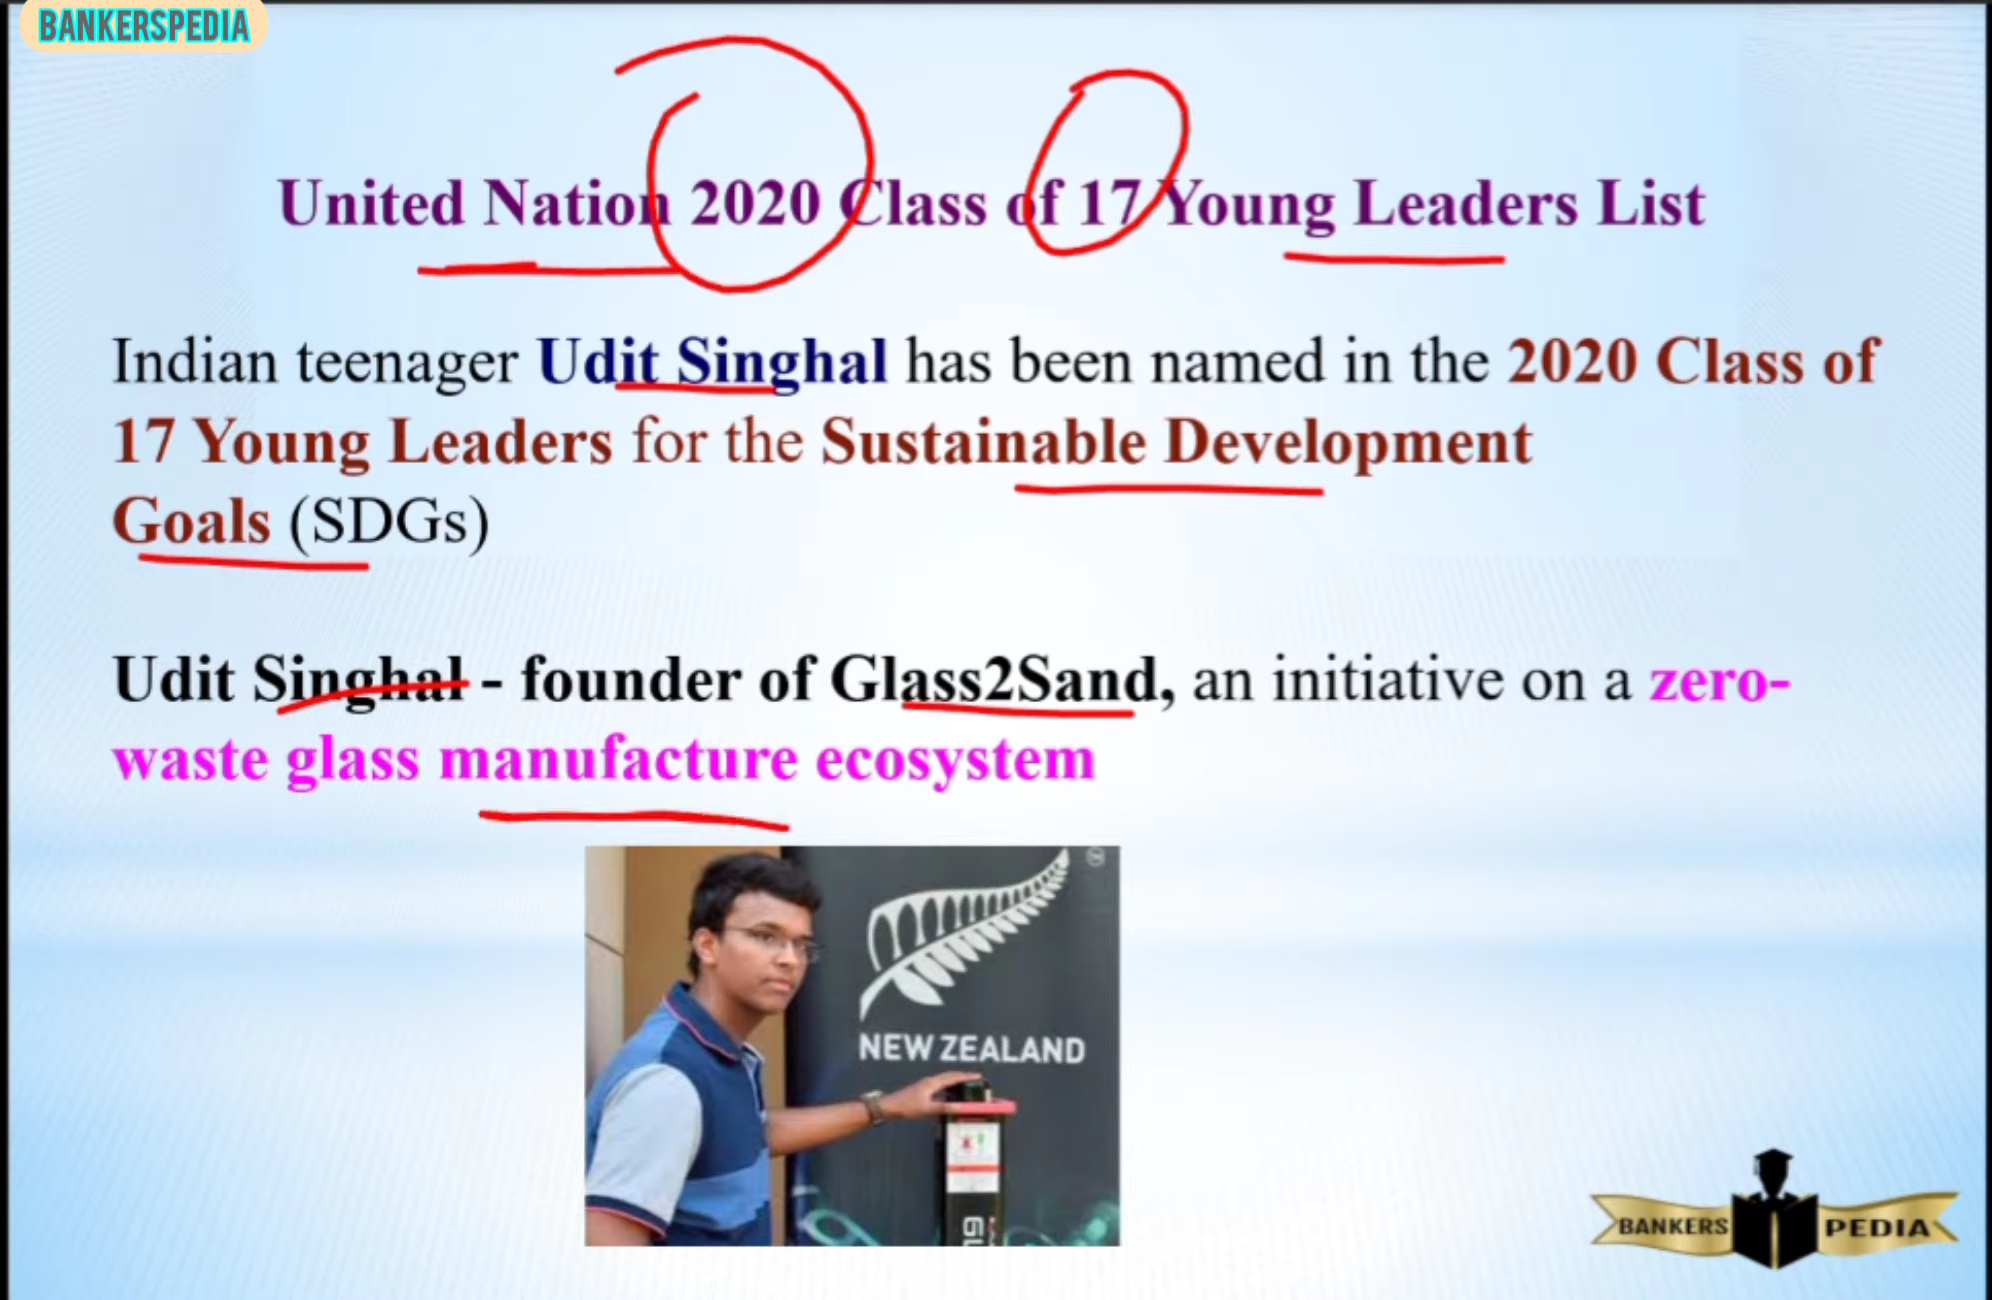 BANKERSPEDIA
United Nation 2020 Class of 17 Young Leaders List
Indian teenager Udit Singhal has been named in the 2020 Class of
17 Young Leaders for the Sustainable Development
Goals (SDGs)
Udit Singhal - founder of Glass2Sand, an initiative on a zero-
waste glass manufacture ecosystem
NEW ZEALAND
BANKERS PEDIA